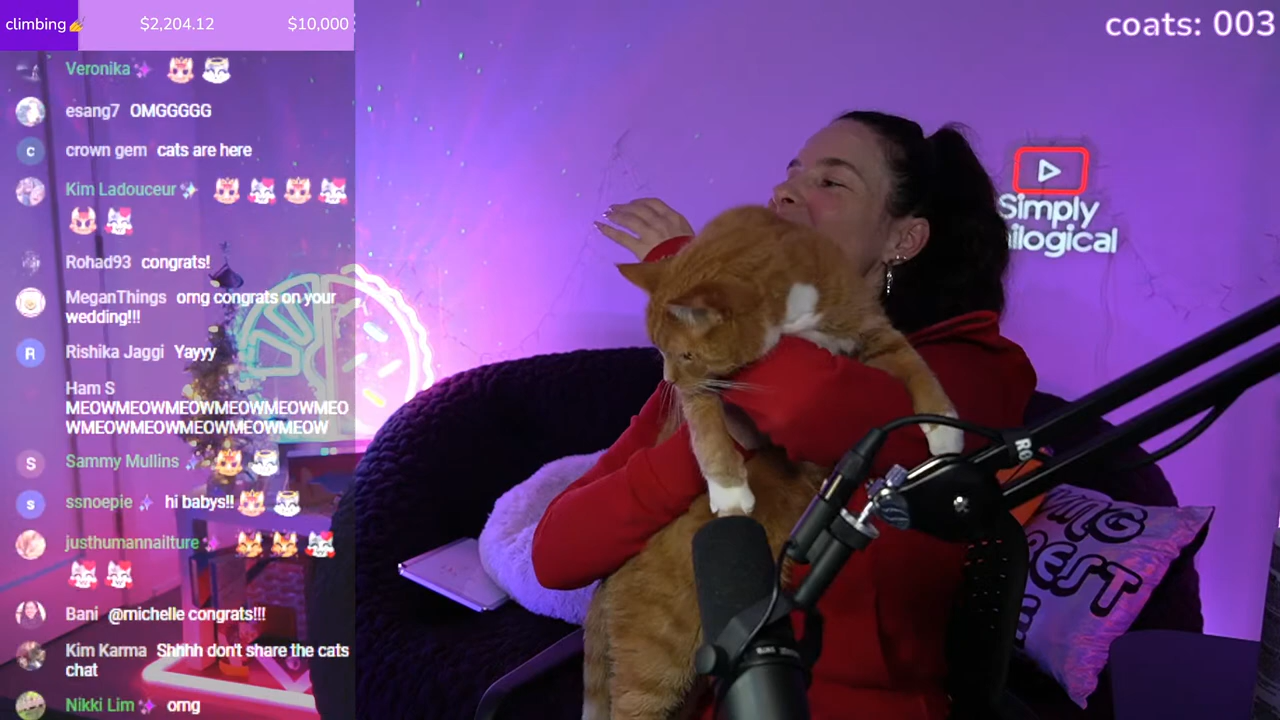 climbing $2,204.12 $10,000
coats: 003
Veronika
esang7 OMGGGGG
crown gem cats are here
C
Kim Ladouceur
Rohad93 congrats!
MeganThings omg congrats on your
wedding!!!
R
Rishika Jaggi Yayyy
Ham S
MEOWMEOWMEOWMEOWMEOWMEO
WMEOWMEOWMEOWMEOWMEOW
S
Sammy Mullins
s
ssnoepie hi babys!!
justhumannailture
Bani @michelle congrats!!!
Kim Karma Shhhh don't share the cats
chat
Nikki Lim omg
Simply
ilogical